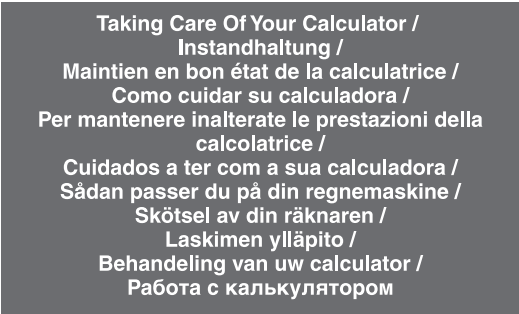 Taking Care Of Your Calculator /
Instandhaltung /
Maintien en bon état de la calculatrice /
Como cuidar su calculadora /
Per mantenere inalterate le prestazioni della
calcolatrice /
Cuidados a ter com a sua calculadora /
Sådan passer du på din regnemaskine /
Skötsel av din räknaren /
Laskimen ylläpito /
Behandeling van uw calculator /
Работа с калькулятором